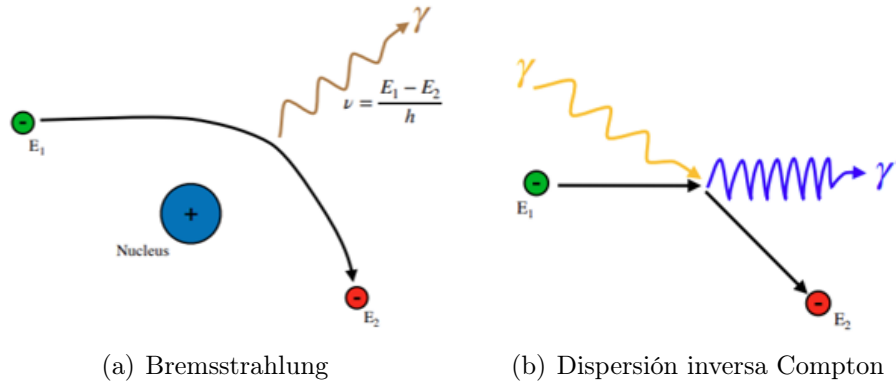 γ
ν = (E₁ − E₂) / h
-
E₁
+
Nucleus
-
E₂
γ
-
E₁
γ
-
E₂
(a) Bremsstrahlung
(b) Dispersión inversa Compton